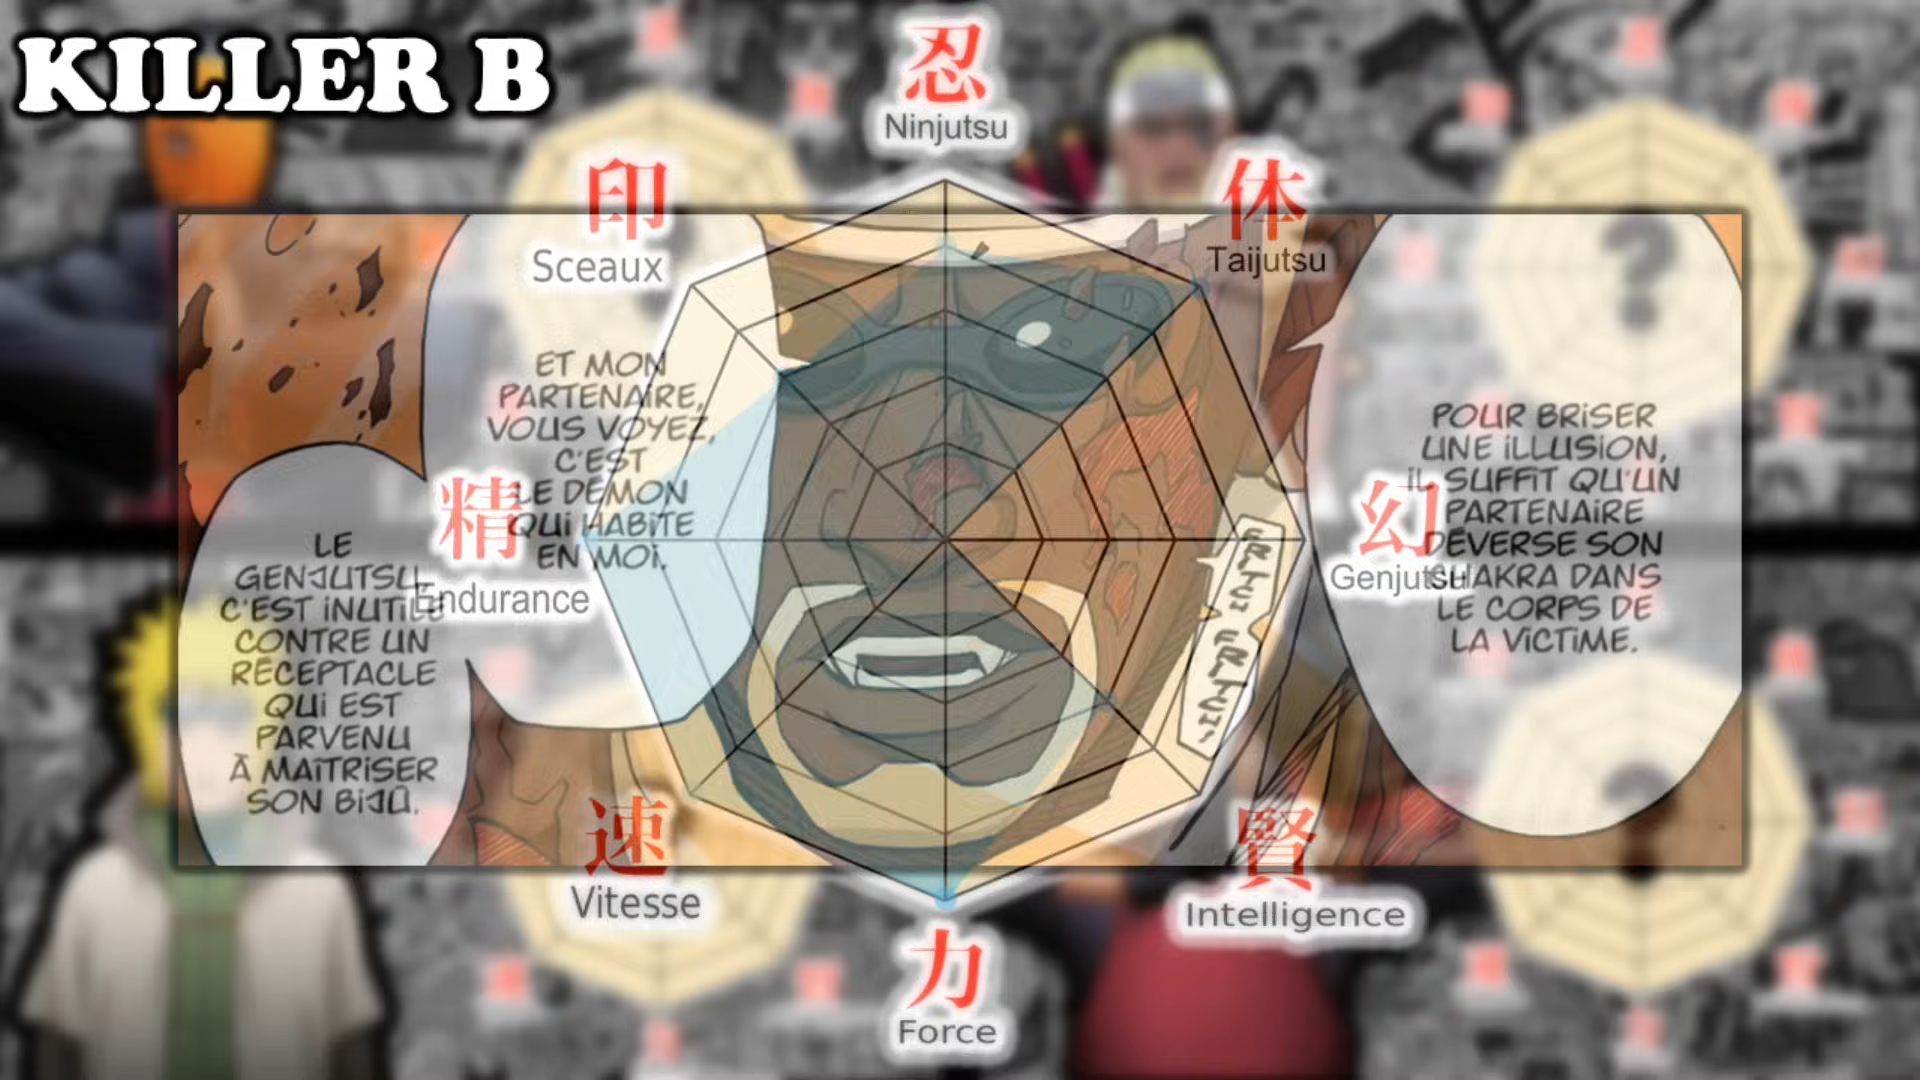 KILLER B
忍
Ninjutsu
印
Sceaux
体
Taijutsu
ET MON
PARTENAIRE,
VOUS VOYEZ,
C'EST
LE DÉMON
QUI HABITE
EN MOI.
精
Endurance
LE
GENJUTSU,
C'EST INUTILE
CONTRE UN
RÉCEPTACLE
QUI EST
PARVENU
À MAÎTRISER
SON BIJÛ.
POUR BRISER
UNE ILLUSION,
IL SUFFIT QU'UN
PARTENAIRE
DÉVERSE SON
CHAKRA DANS
LE CORPS DE
LA VICTIME.
幻
Genjutsu
速
Vitesse
賢
Intelligence
力
Force
?
?